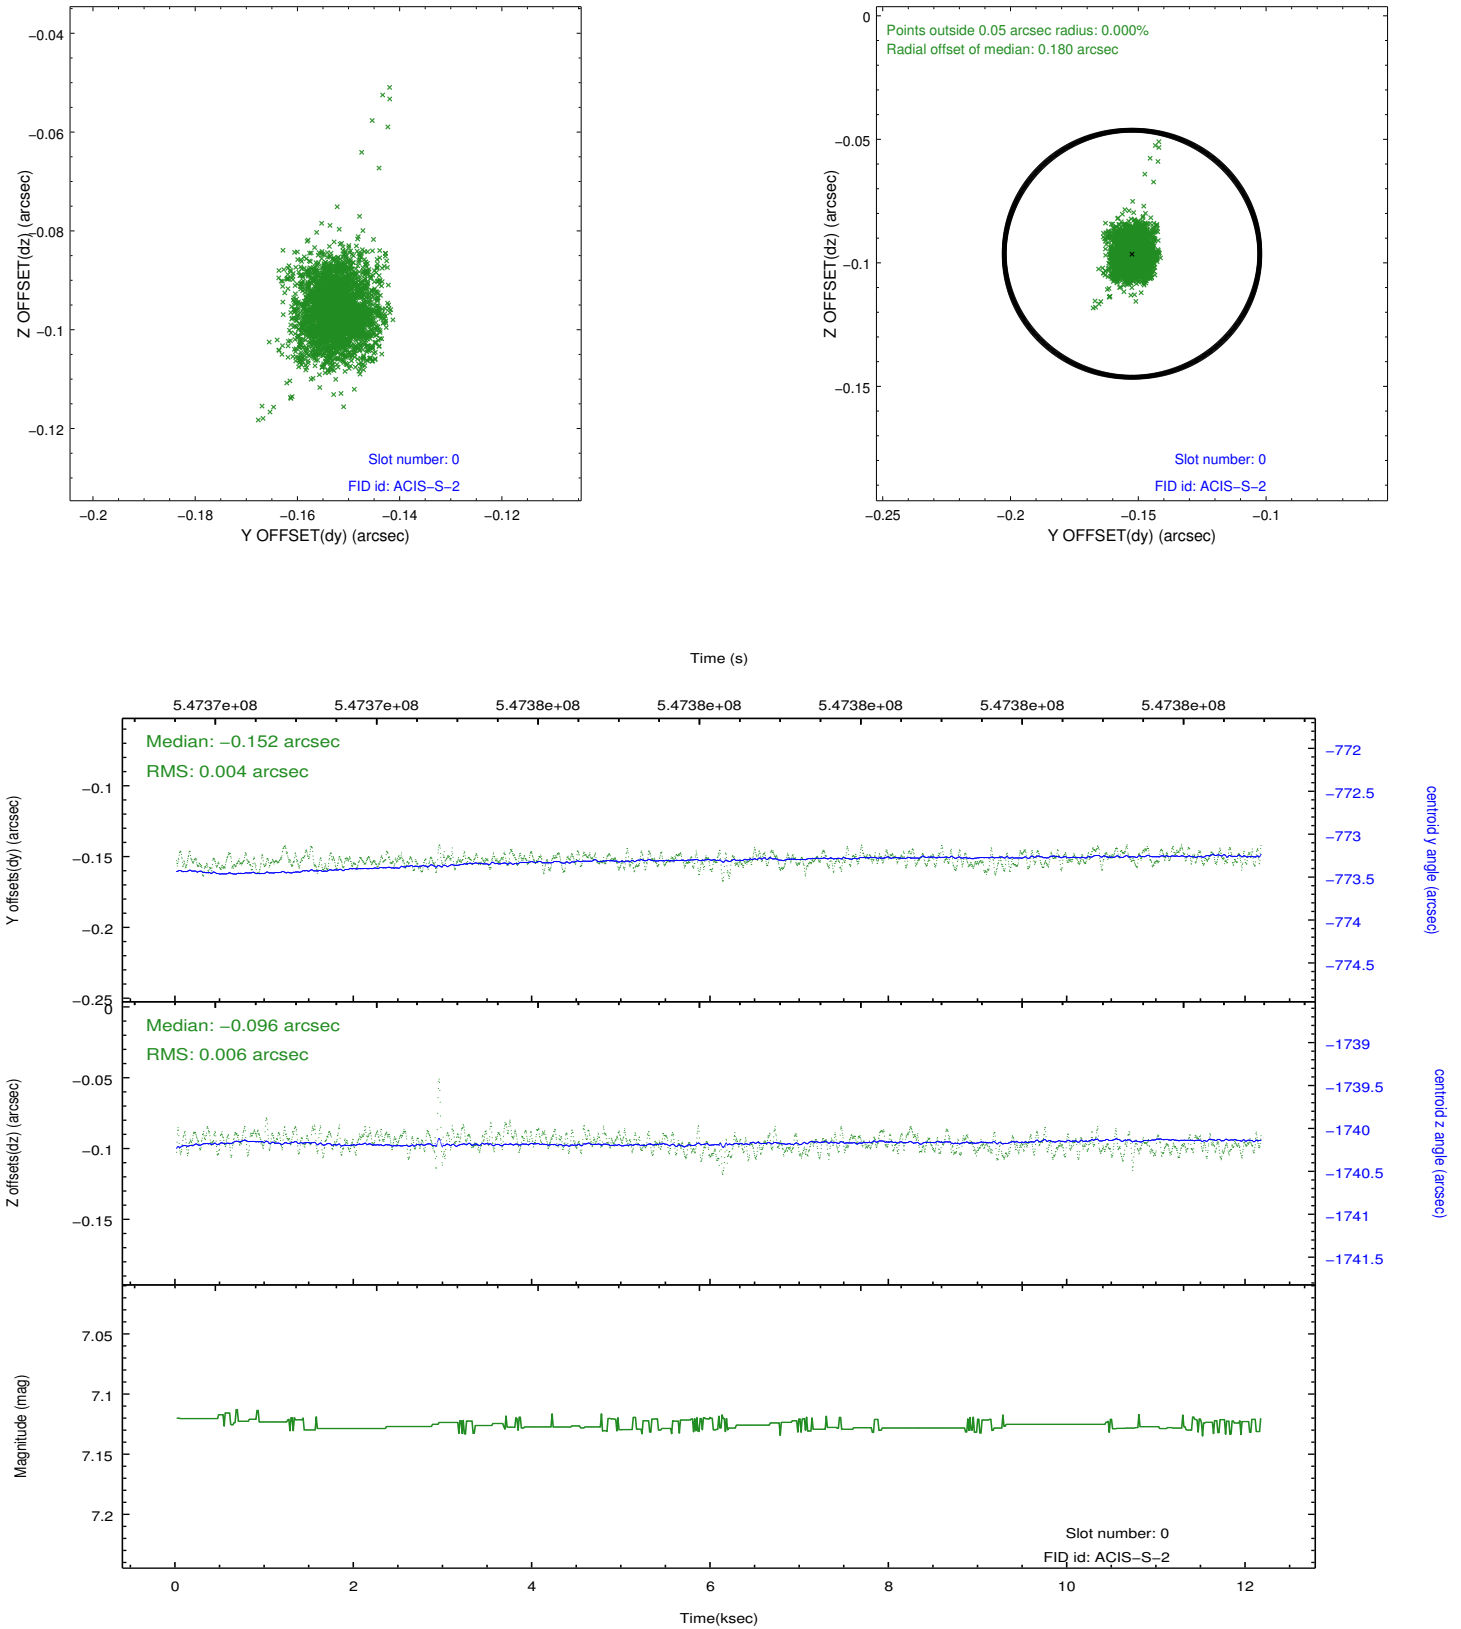 −0.04
−0.06
−0.08
−0.1
−0.12
Z OFFSET(dz) (arcsec)
Slot number: 0
FID id: ACIS−S−2
−0.2 −0.18 −0.16 −0.14 −0.12
Y OFFSET(dy) (arcsec)
Points outside 0.05 arcsec radius: 0.000%
Radial offset of median: 0.180 arcsec
0
−0.05
−0.1
−0.15
Z OFFSET(dz) (arcsec)
Slot number: 0
FID id: ACIS−S−2
−0.25 −0.2 −0.15 −0.1
Y OFFSET(dy) (arcsec)
Time (s)
5.4737e+08 5.4737e+08 5.4738e+08 5.4738e+08 5.4738e+08 5.4738e+08 5.4738e+08
Median: −0.152 arcsec
RMS: 0.004 arcsec
−0.1
−0.15
−0.2
−0.25
Y offsets(dy) (arcsec)
−772
−772.5
−773
−773.5
−774
−774.5
centroid y angle (arcsec)
Median: −0.096 arcsec
RMS: 0.006 arcsec
0
−0.05
−0.1
−0.15
Z offsets(dz) (arcsec)
−1739
−1739.5
−1740
−1740.5
−1741
−1741.5
centroid z angle (arcsec)
7.05
7.1
7.15
7.2
Magnitude (mag)
Slot number: 0
FID id: ACIS−S−2
0 2 4 6 8 10 12
Time(ksec)